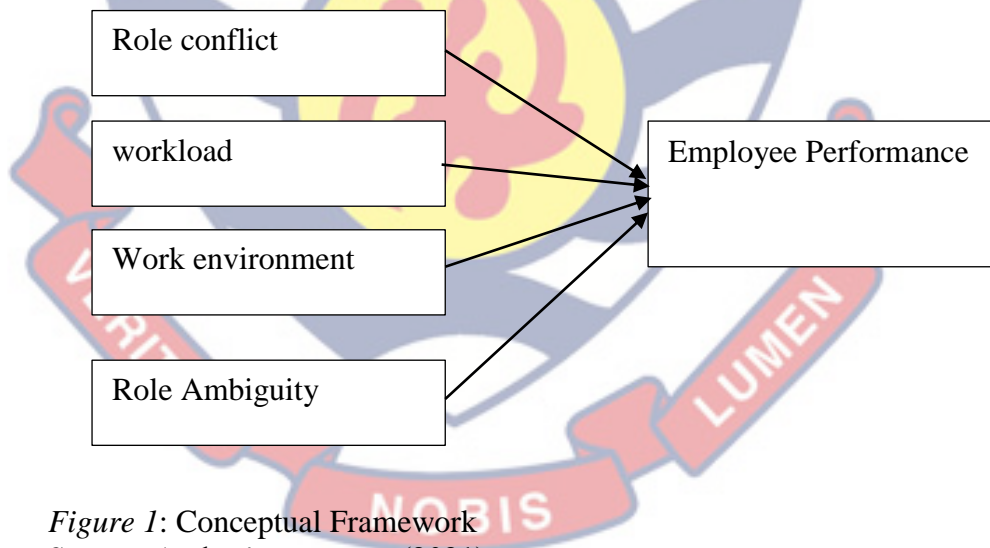 Role conflict
workload
Employee Performance
Work environment
Role Ambiguity
LUMEN
NOBIS
Figure 1: Conceptual Framework